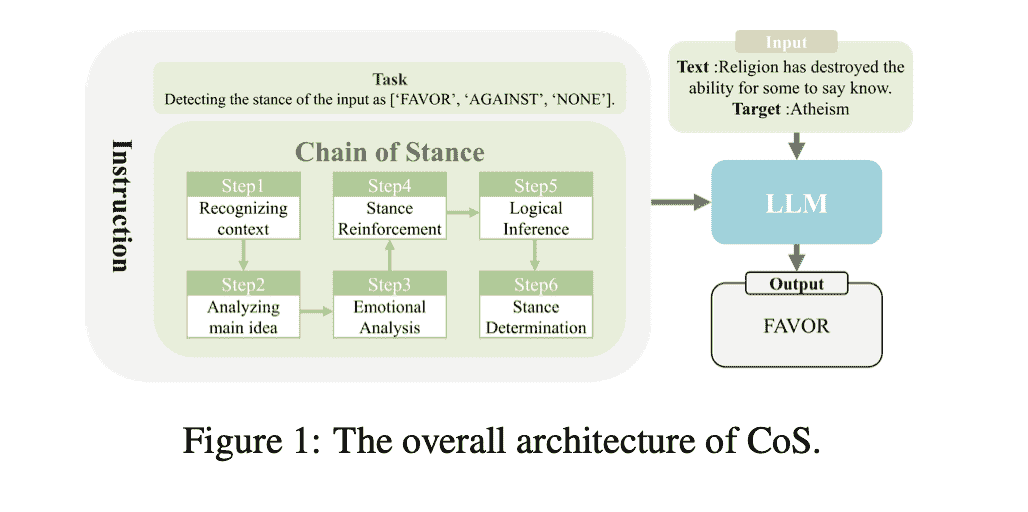 Instruction
Task
Detecting the stance of the input as [‘FAVOR’, ‘AGAINST’, ‘NONE’].
Chain of Stance
Step1
Recognizing
context
Step2
Analyzing
main idea
Step3
Emotional
Analysis
Step4
Stance
Reinforcement
Step5
Logical
Inference
Step6
Stance
Determination
Input
Text :Religion has destroyed the
ability for some to say know.
Target :Atheism
LLM
Output
FAVOR
Figure 1: The overall architecture of CoS.